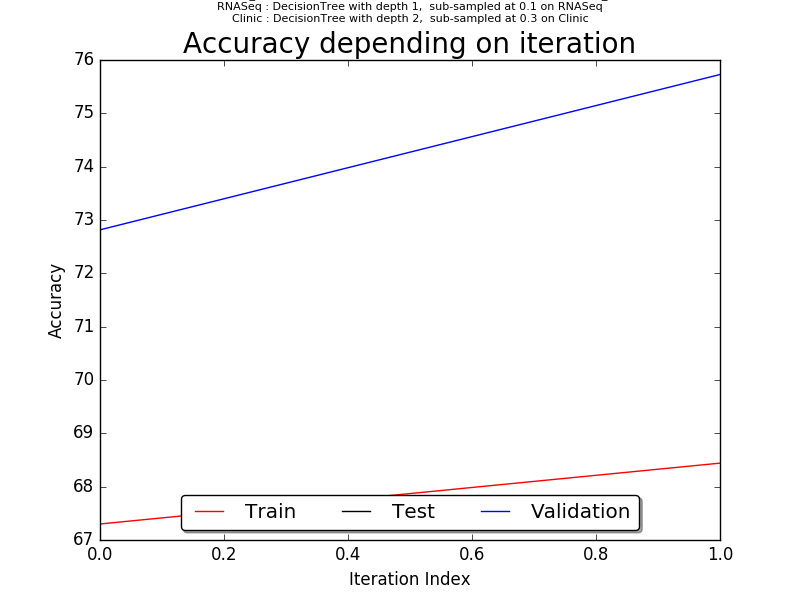 RNASeq : DecisionTree with depth 1,  sub-sampled at 0.1 on RNASeq
Clinic : DecisionTree with depth 2,  sub-sampled at 0.3 on Clinic
Accuracy depending on iteration
76
75
74
73
72
71
70
69
68
67
Accuracy
Train
Test
Validation
0.0
0.2
0.4
0.6
0.8
1.0
Iteration Index